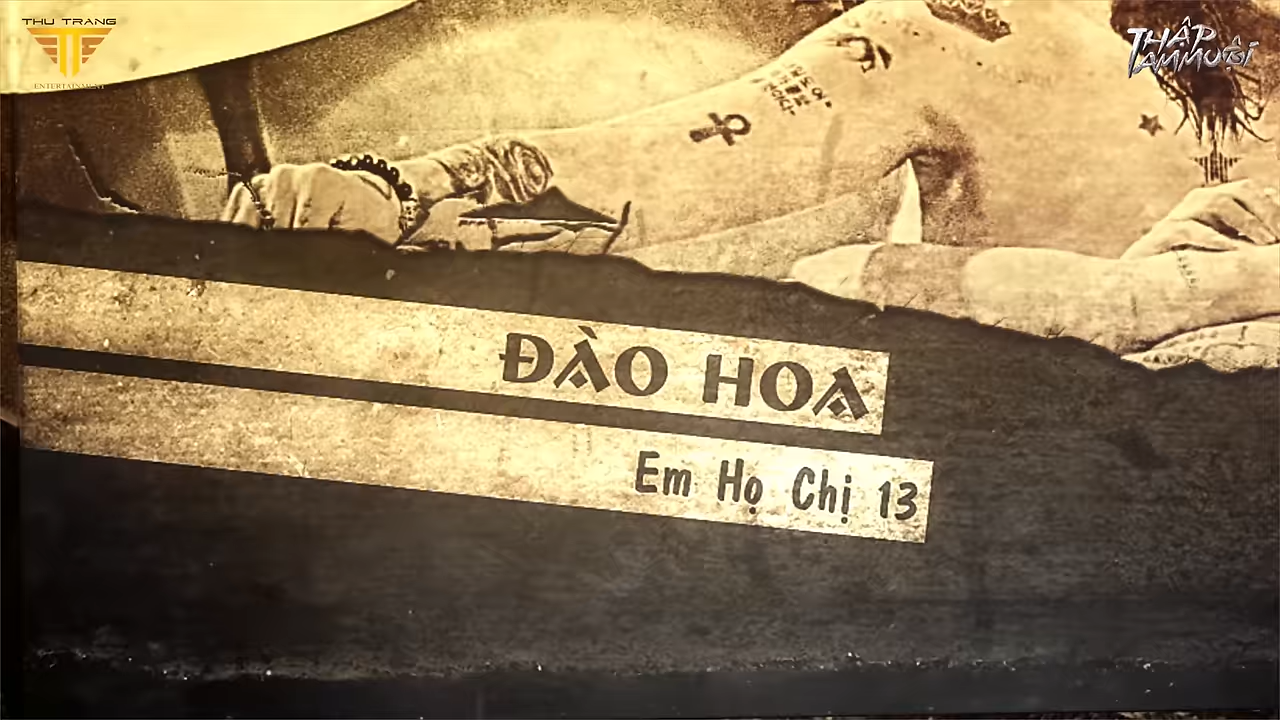 THU TRANG
ENTERTAINMENT
THẬP
TAM MUỘI
ĐÀO HOA
Em Họ Chị 13